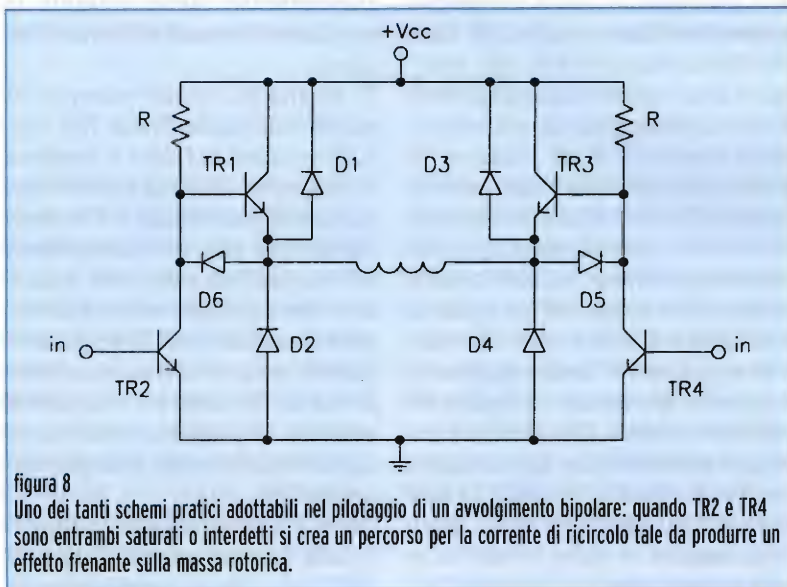 +Vcc
R
R
TR1
D1
D3
TR3
D6
D5
in
D2
D4
in
TR2
TR4
figura 8
Uno dei tanti schemi pratici adottabili nel pilotaggio di un avvolgimento bipolare: quando TR2 e TR4
sono entrambi saturati o interdetti si crea un percorso per la corrente di ricircolo tale da produrre un
effetto frenante sulla massa rotorica.